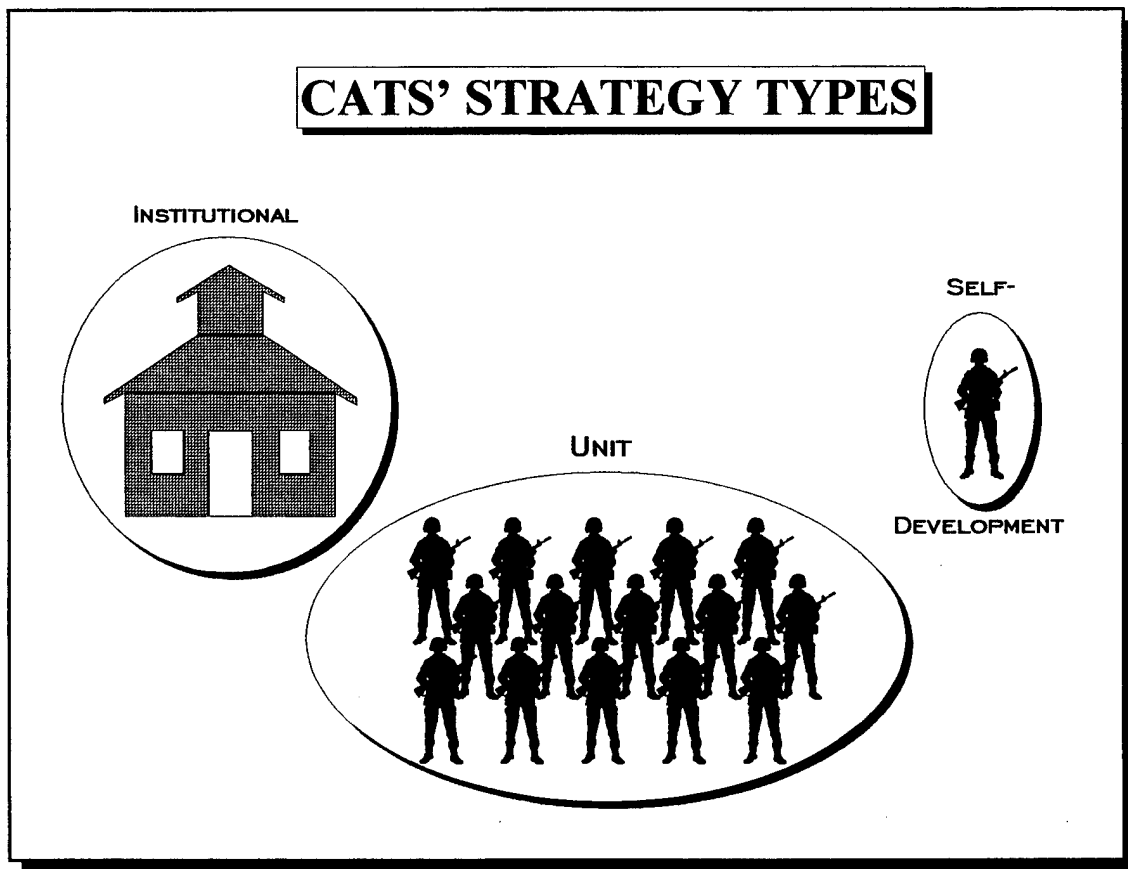 CATS' STRATEGY TYPES
INSTITUTIONAL
SELF-
DEVELOPMENT
UNIT